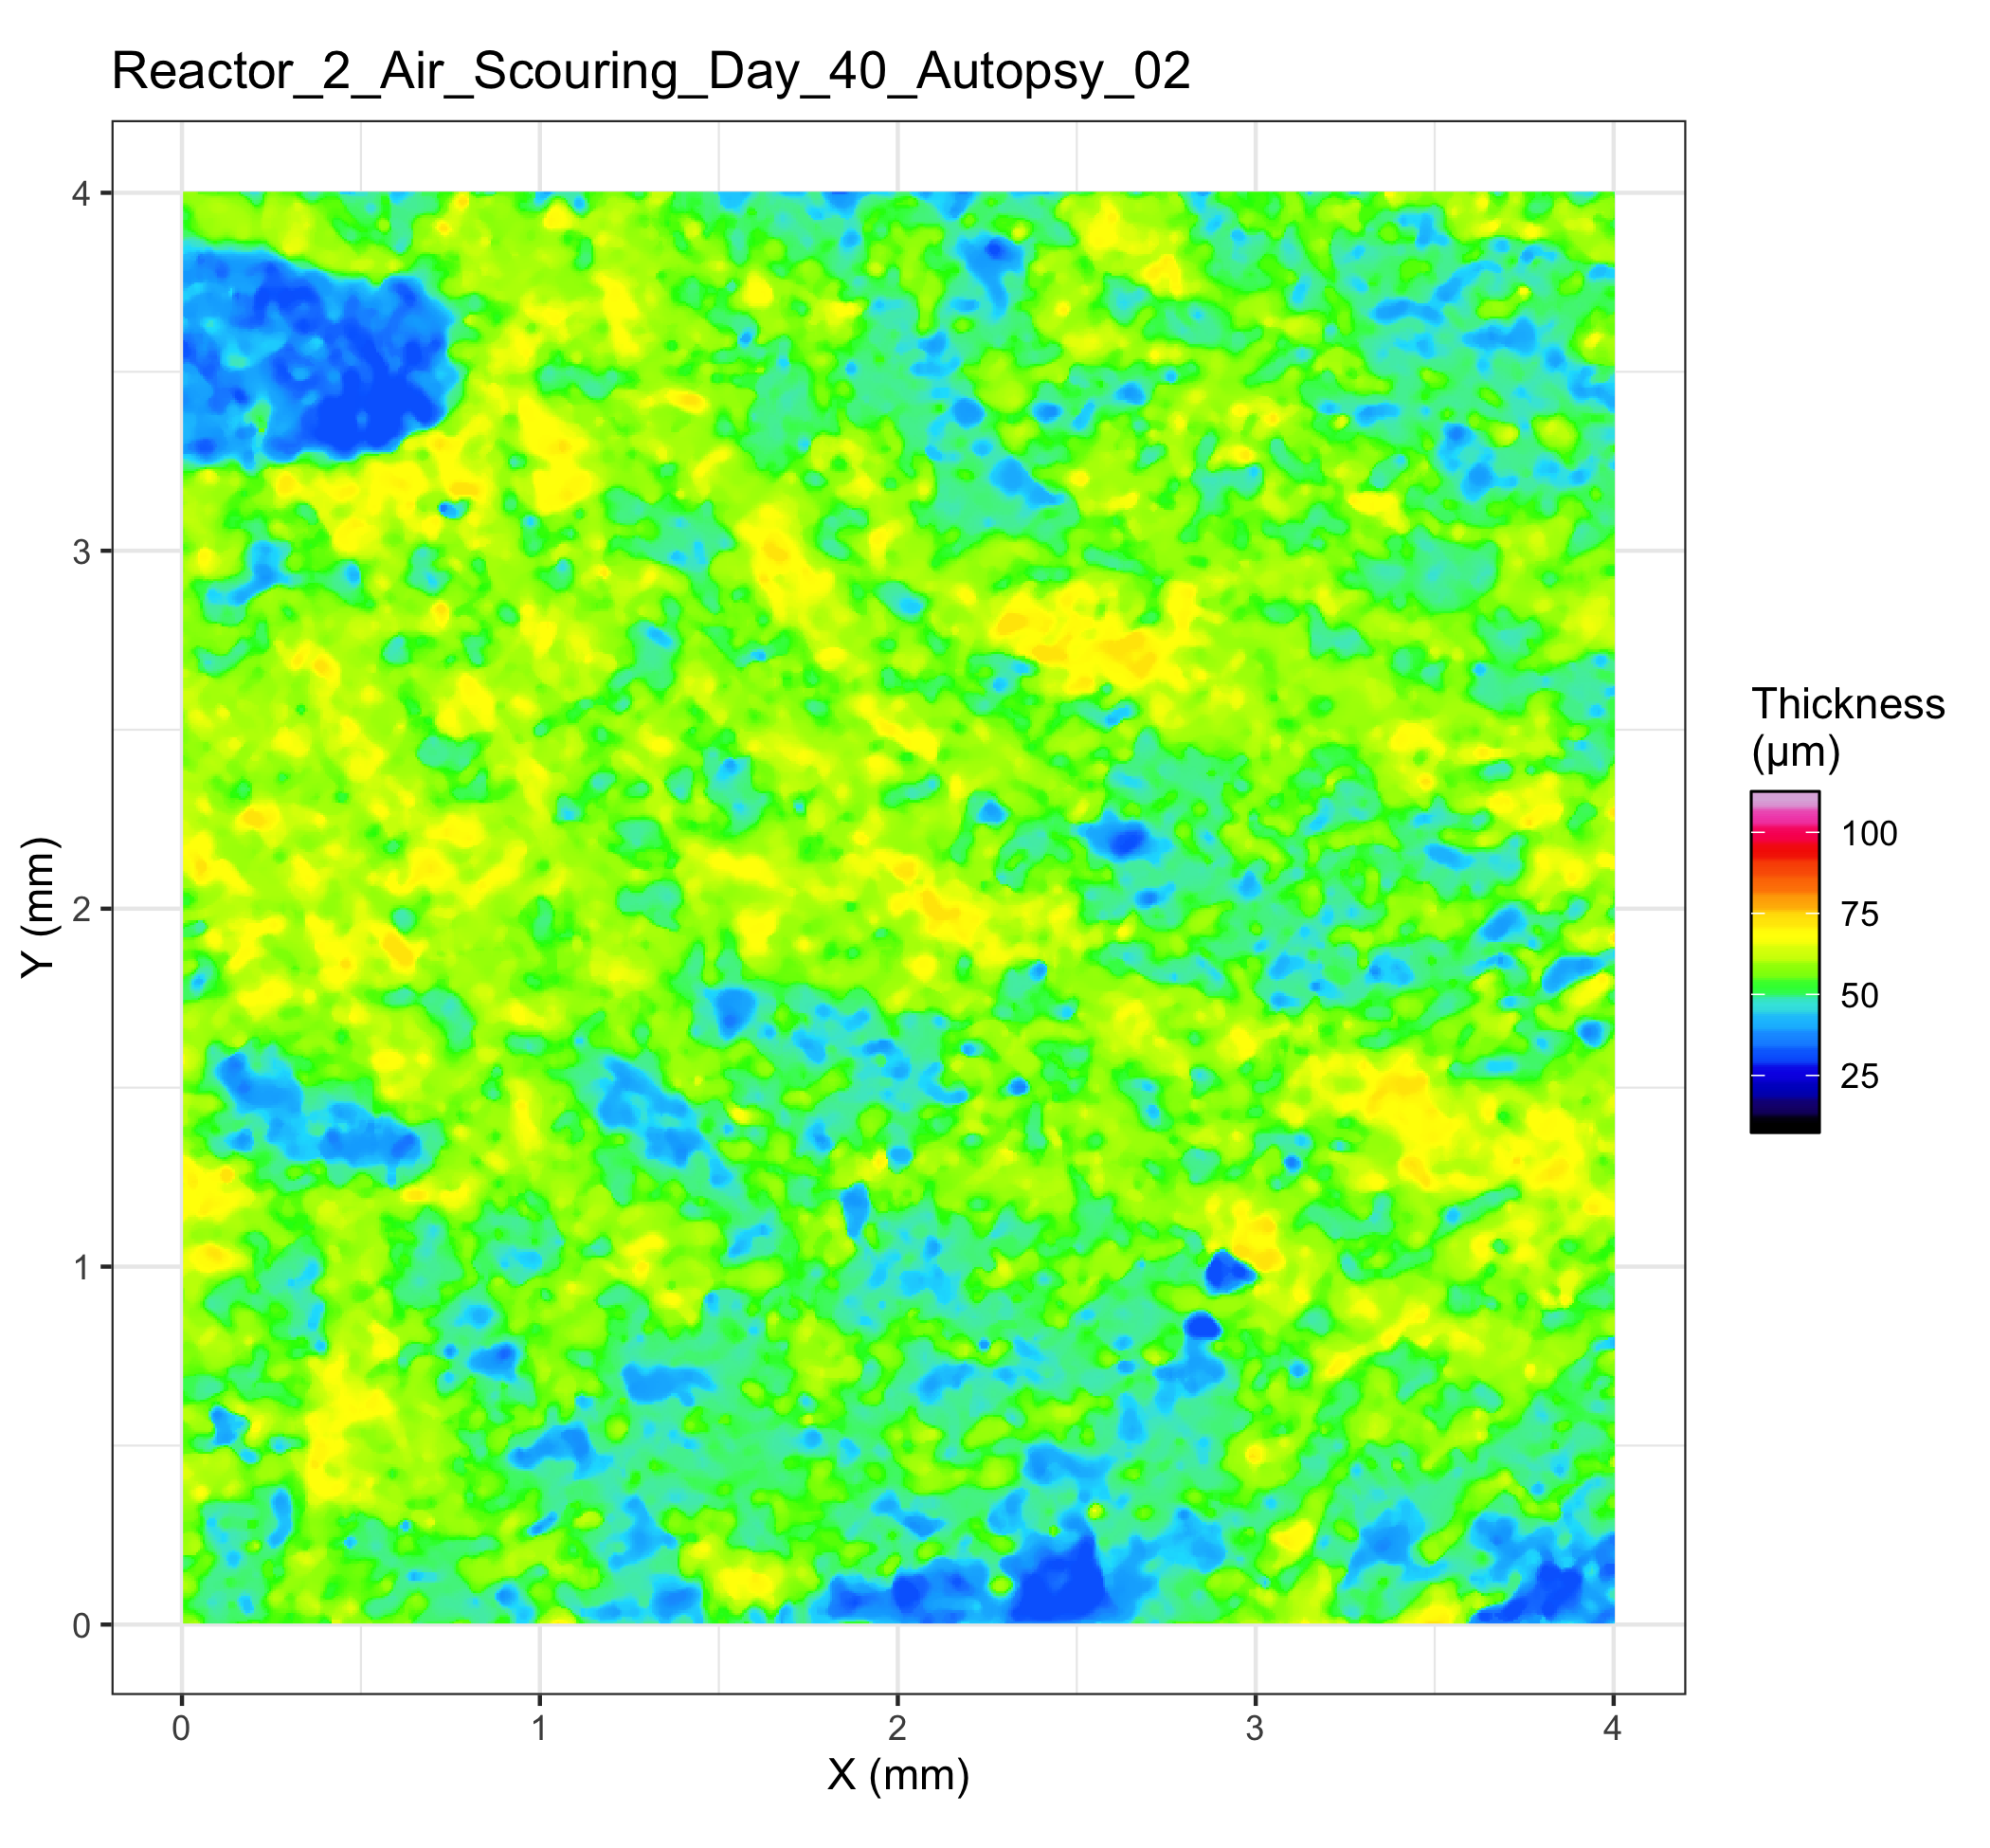 Reactor_2_Air_Scouring_Day_40_Autopsy_02
4
3
2
1
0
Y (mm)
0 1 2 3 4
X (mm)
Thickness
(µm)
100
75
50
25